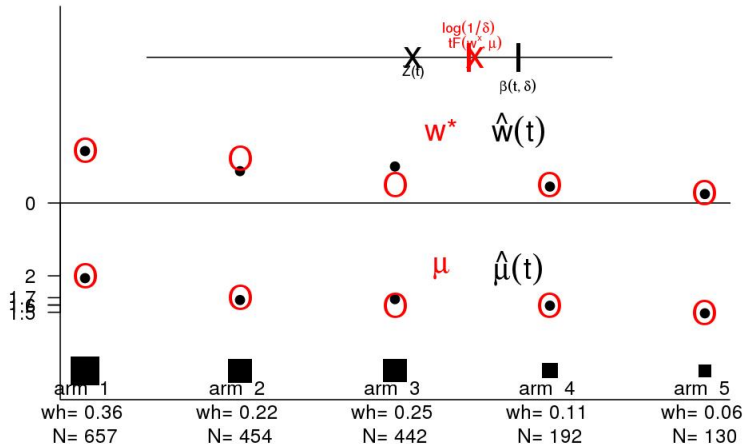 log(1/δ)
tF(w*, μ)
Z(t)
β(t, δ)
w* ŵ(t)
0
μ μ̂(t)
2
1.7
1.6
1.5
arm 1 arm 2 arm 3 arm 4 arm 5
wh= 0.36 wh= 0.22 wh= 0.25 wh= 0.11 wh= 0.06
N= 657 N= 454 N= 442 N= 192 N= 130